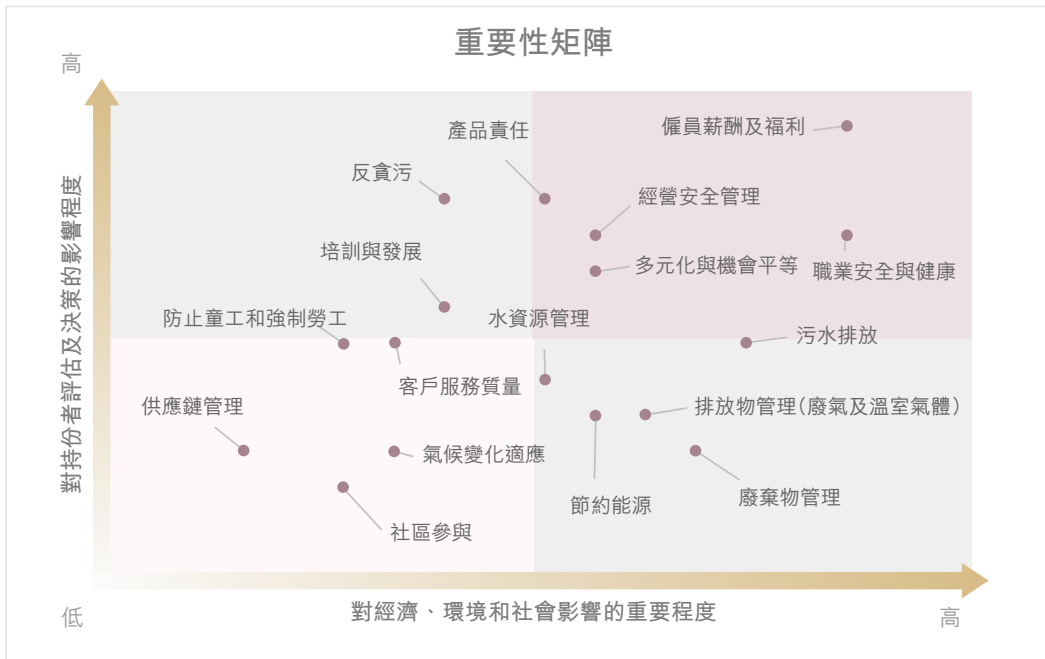 重要性矩陣
高
產品責任
僱員薪酬及福利
反貪污
經營安全管理
培訓與發展
多元化與機會平等
職業安全與健康
防止童工和強制勞工
水資源管理
污水排放
客戶服務質量
供應鏈管理
排放物管理(廢氣及溫室氣體)
氣候變化適應
節約能源
廢棄物管理
社區參與
對持份者評估及決策的影響程度
低
對經濟、環境和社會影響的重要程度
高